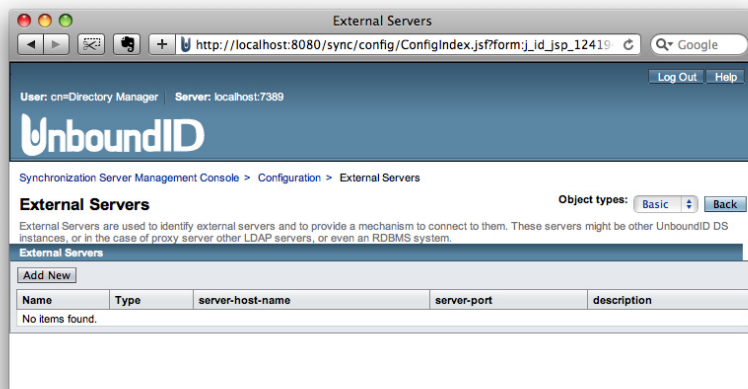 External Servers
http://localhost:8080/sync/config/ConfigIndex.jsf?form:j_id_jsp_12419
Google
Log Out Help
User: cn=Directory Manager Server: localhost:7389
UnboundID
Synchronization Server Management Console > Configuration > External Servers
External Servers
Object types: Basic Back
External Servers are used to identify external servers and to provide a mechanism to connect to them. These servers might be other UnboundID DS
instances, or in the case of proxy server other LDAP servers, or even an RDBMS system.
External Servers
Add New
Name Type server-host-name server-port description
No items found.